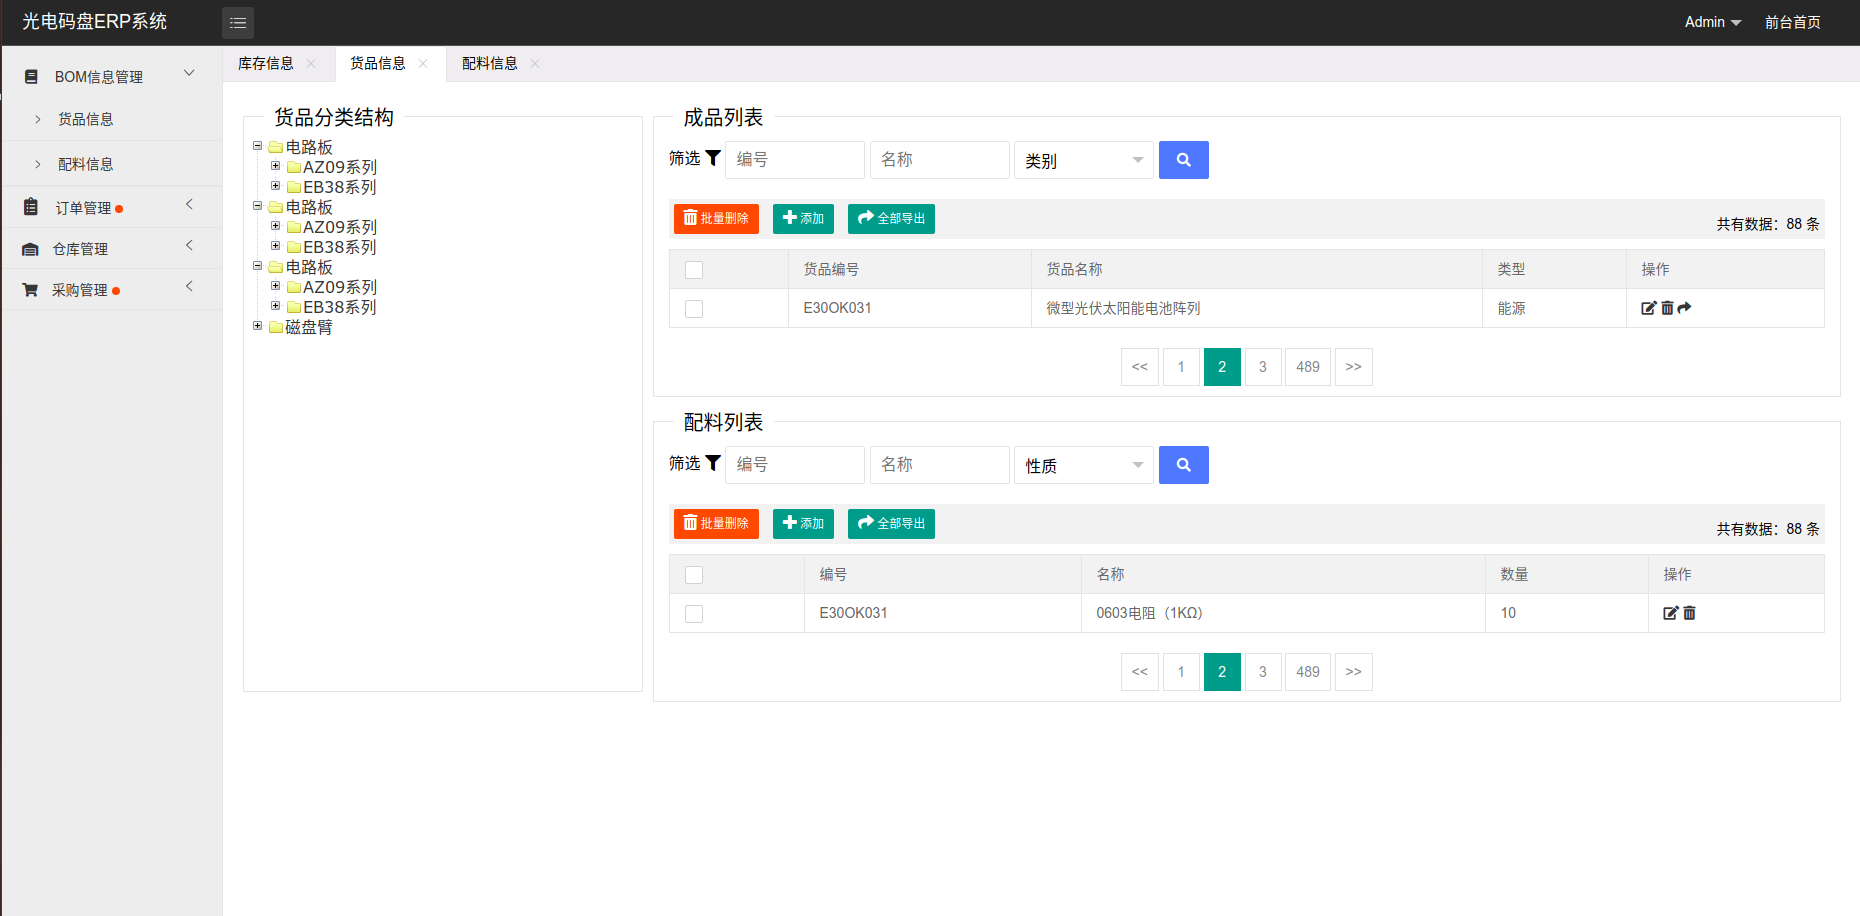 光电码盘ERP系统
Admin
前台首页
BOM信息管理
货品信息
配料信息
订单管理
仓库管理
采购管理
库存信息
货品信息
配料信息
货品分类结构
电路板
AZ09系列
EB38系列
电路板
AZ09系列
EB38系列
电路板
AZ09系列
EB38系列
磁盘臂
成品列表
筛选 编号 名称 类别
批量删除 添加 全部导出 共有数据：88 条
货品编号 货品名称 类型 操作
E30OK031 微型光伏太阳能电池阵列 能源
<< 1 2 3 489 >>
配料列表
筛选 编号 名称 性质
批量删除 添加 全部导出 共有数据：88 条
编号 名称 数量 操作
E30OK031 0603电阻（1KΩ） 10
<< 1 2 3 489 >>